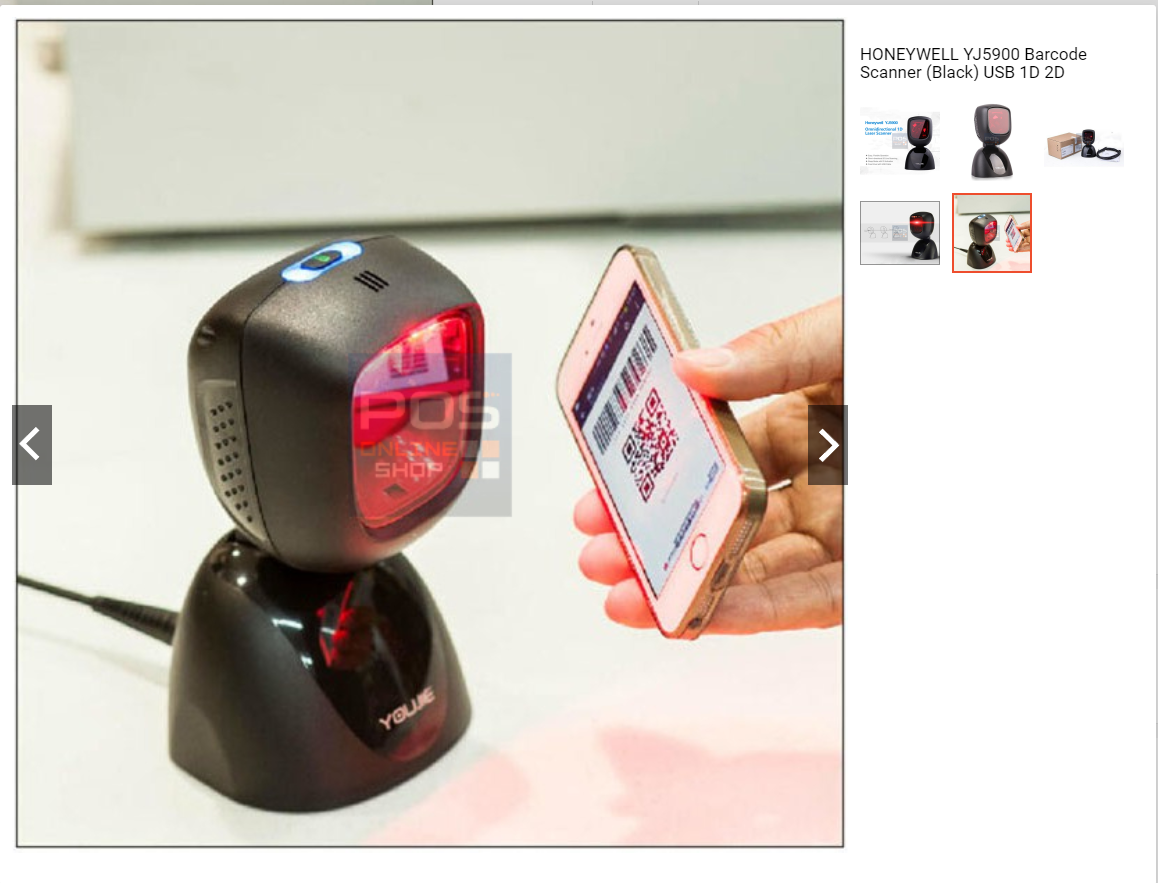 HONEYWELL YJ5900 Barcode
Scanner (Black) USB 1D 2D
Honeywell YJ5900
Omnidirectional 1D
Laser Scanner
POS
ONLINE
SHOP
YOUJIE